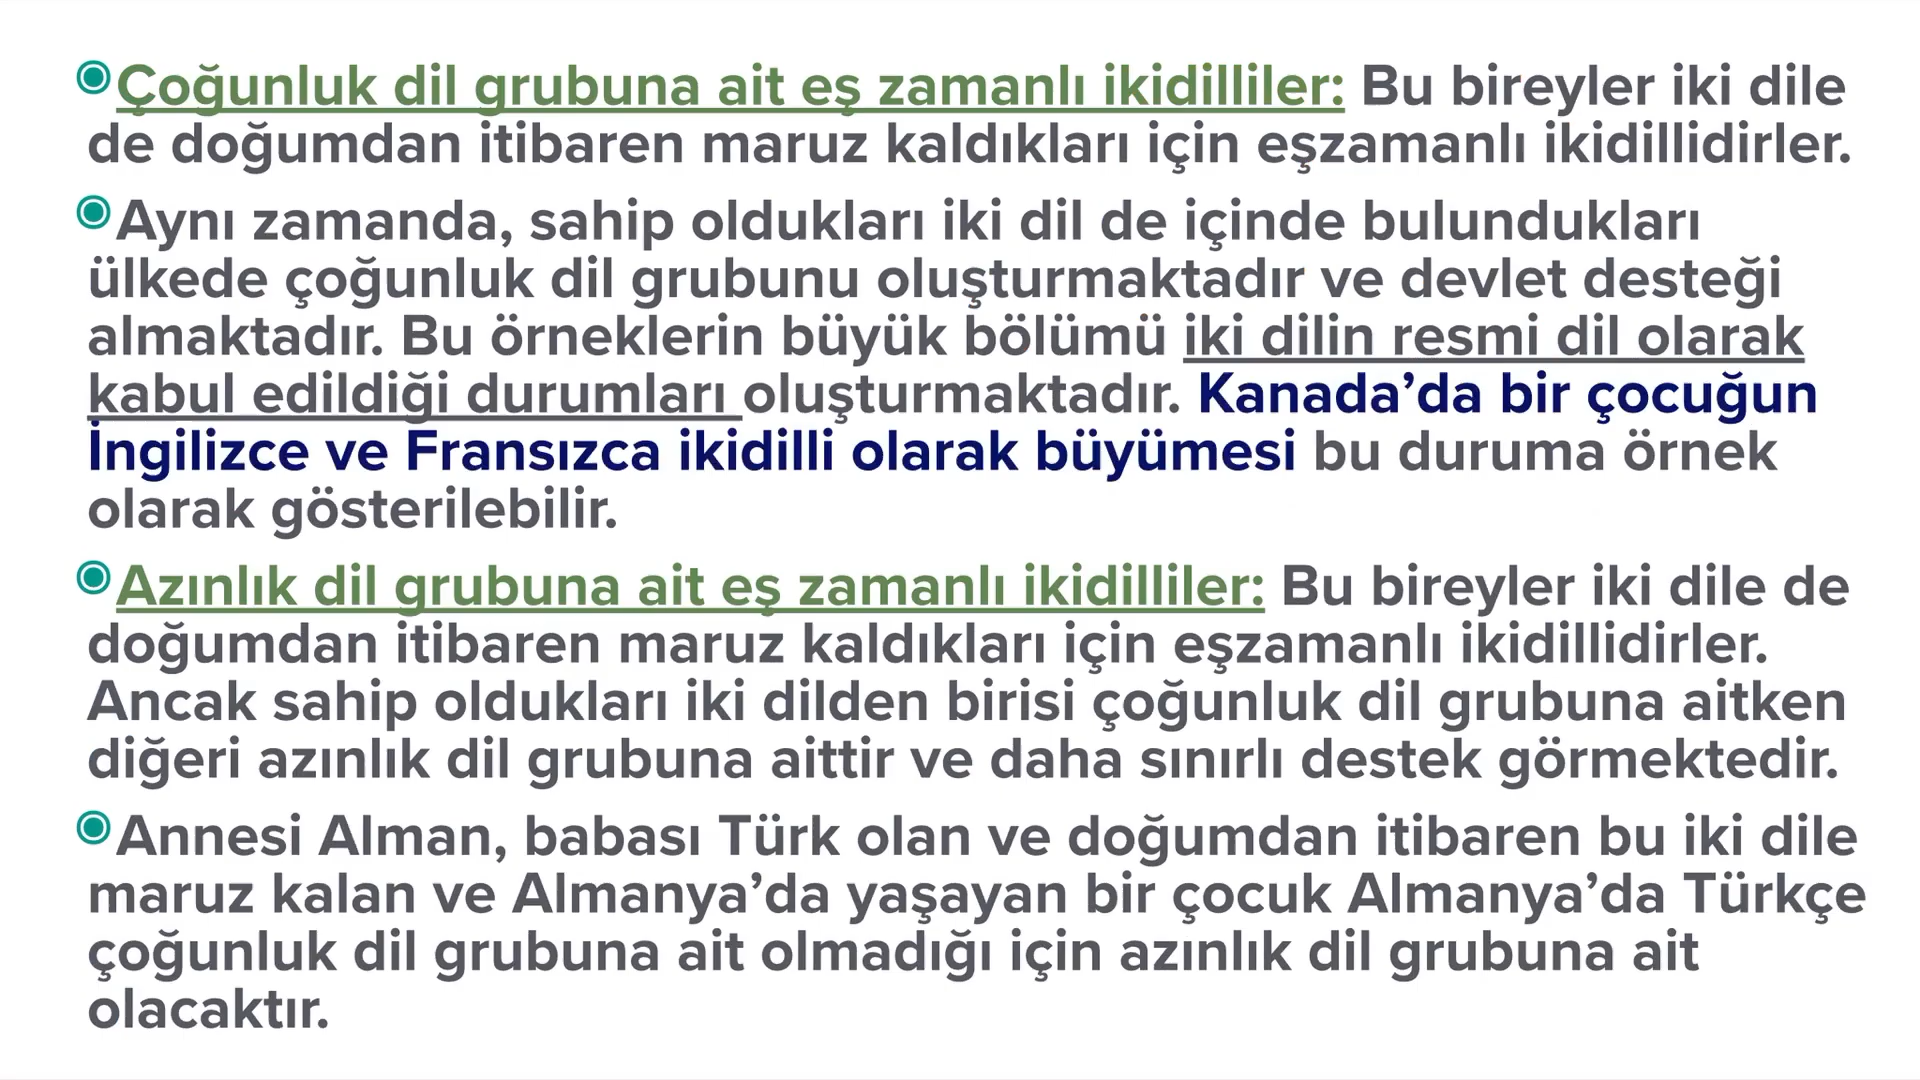 Çoğunluk dil grubuna ait eş zamanlı ikidilliler: Bu bireyler iki dile
de doğumdan itibaren maruz kaldıkları için eşzamanlı ikidillidirler.
Aynı zamanda, sahip oldukları iki dil de içinde bulundukları
ülkede çoğunluk dil grubunu oluşturmaktadır ve devlet desteği
almaktadır. Bu örneklerin büyük bölümü iki dilin resmi dil olarak
kabul edildiği durumları oluşturmaktadır. Kanada’da bir çocuğun
İngilizce ve Fransızca ikidilli olarak büyümesi bu duruma örnek
olarak gösterilebilir.
Azınlık dil grubuna ait eş zamanlı ikidilliler: Bu bireyler iki dile de
doğumdan itibaren maruz kaldıkları için eşzamanlı ikidillidirler.
Ancak sahip oldukları iki dilden birisi çoğunluk dil grubuna aitken
diğeri azınlık dil grubuna aittir ve daha sınırlı destek görmektedir.
Annesi Alman, babası Türk olan ve doğumdan itibaren bu iki dile
maruz kalan ve Almanya’da yaşayan bir çocuk Almanya’da Türkçe
çoğunluk dil grubuna ait olmadığı için azınlık dil grubuna ait
olacaktır.